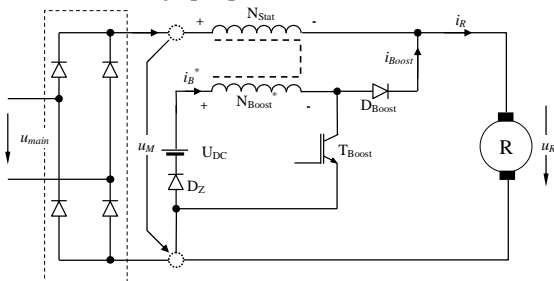 + N_Stat - i_R
i_Boost
i_B*
+ N_Boost* - D_Boost
u_main u_M U_DC T_Boost R u_R
D_Z